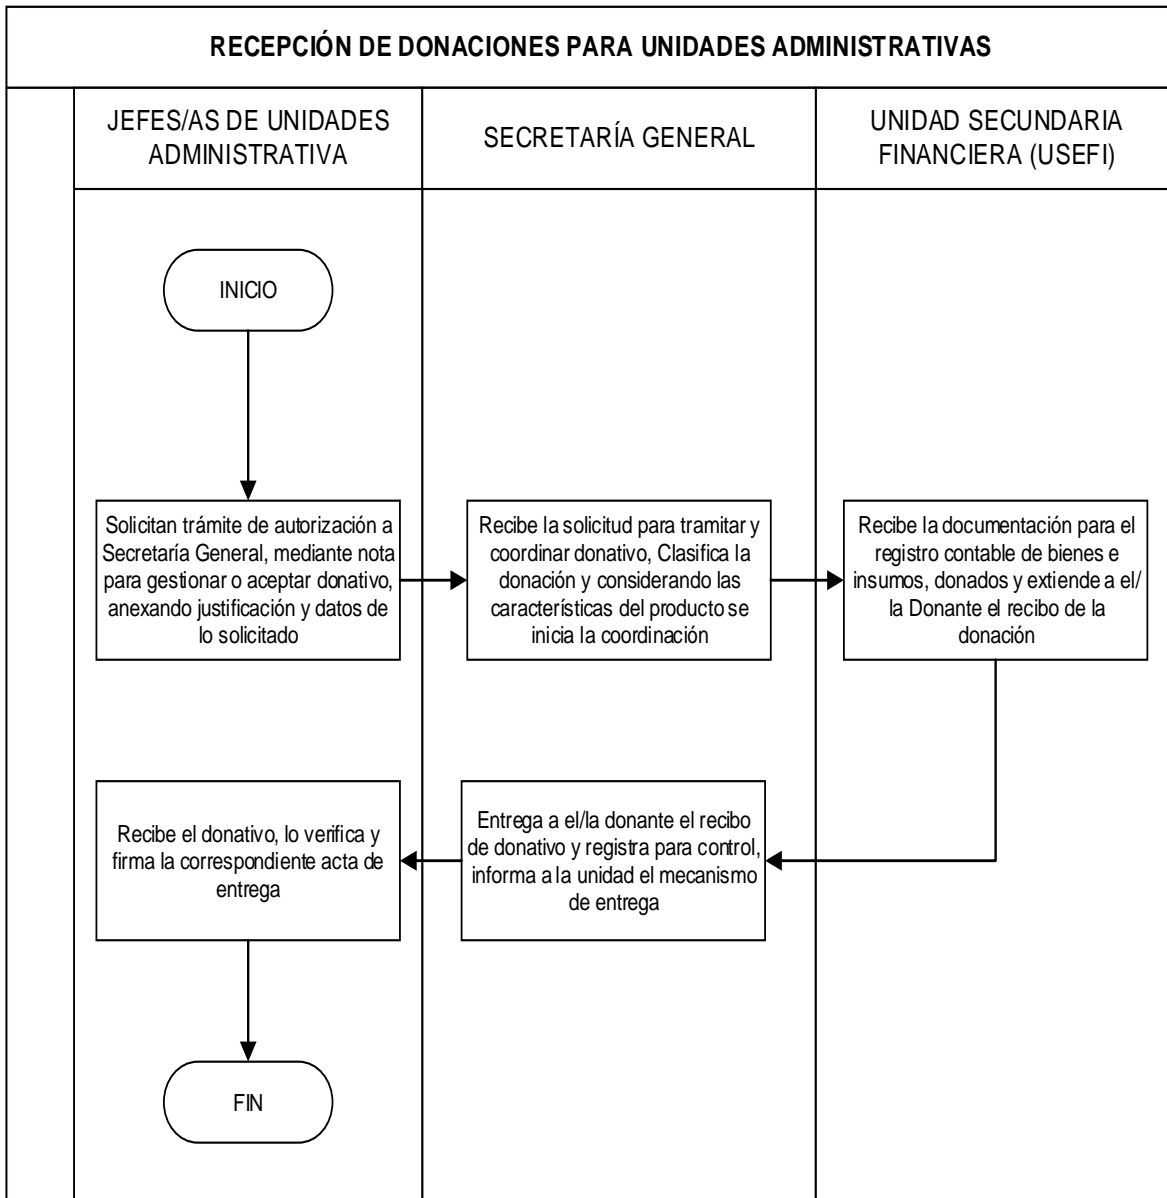 RECEPCIÓN DE DONACIONES PARA UNIDADES ADMINISTRATIVAS
JEFES/AS DE UNIDADES
ADMINISTRATIVA
SECRETARÍA GENERAL
UNIDAD SECUNDARIA
FINANCIERA (USEFI)
INICIO
Solicitan trámite de autorización a
Secretaría General, mediante nota
para gestionar o aceptar donativo,
anexando justificación y datos de
lo solicitado
Recibe la solicitud para tramitar y
coordinar donativo, Clasifica la
donación y considerando las
características del producto se
inicia la coordinación
Recibe la documentación para el
registro contable de bienes e
insumos, donados y extiende a el/
la Donante el recibo de la
donación
Recibe el donativo, lo verifica y
firma la correspondiente acta de
entrega
Entrega a el/la donante el recibo
de donativo y registra para control,
informa a la unidad el mecanismo
de entrega
FIN